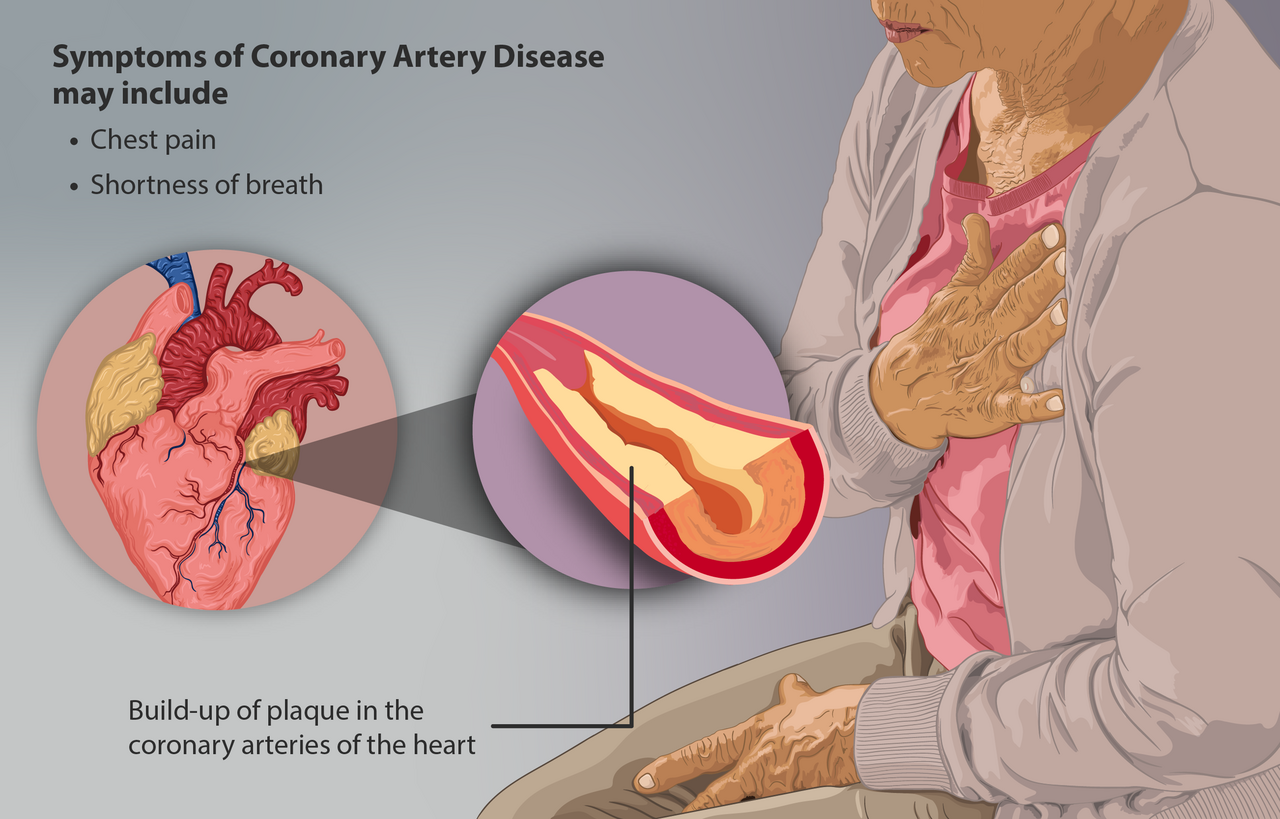 Symptoms of Coronary Artery Disease
may include
• Chest pain
• Shortness of breath
Build-up of plaque in the
coronary arteries of the heart